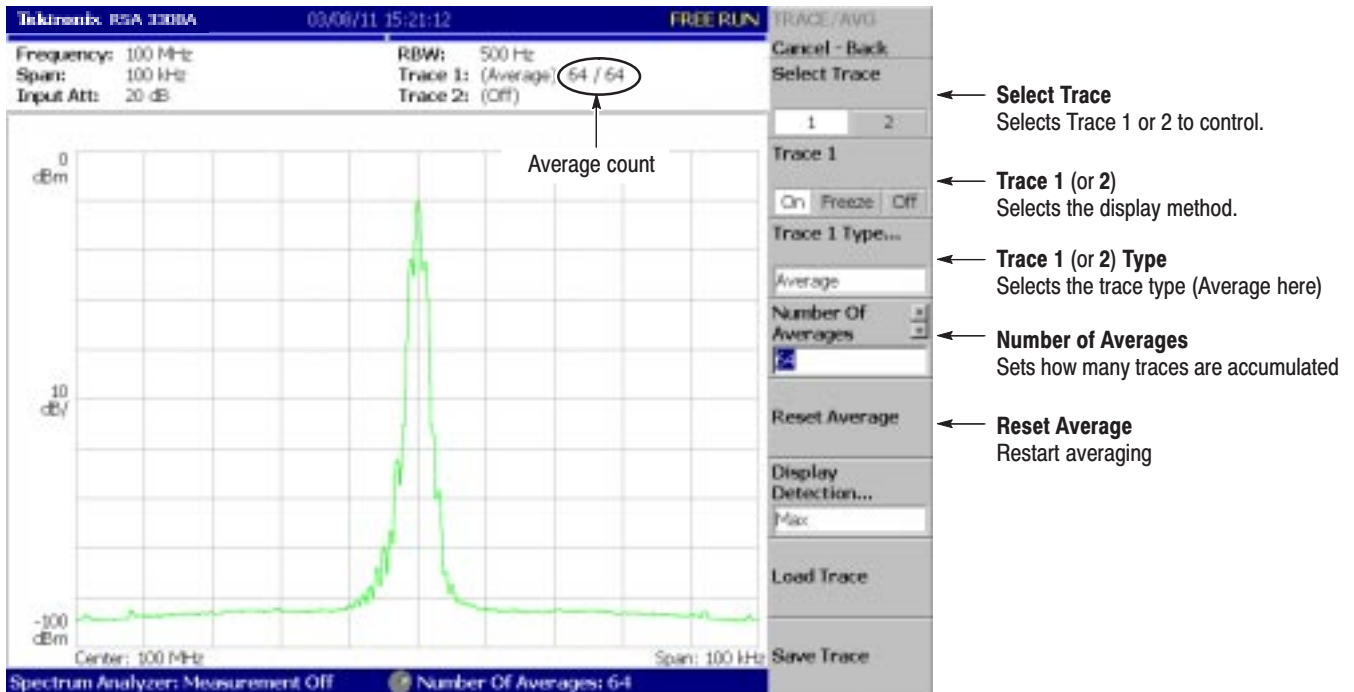 Tektronix RSA 3308A 03/08/11 15:21:12 FREE RUN
Frequency: 100 MHz
Span: 100 kHz
Input Att: 20 dB
RBW: 500 Hz
Trace 1: (Average) 64 / 64
Trace 2: (Off)
Average count
0
dBm
10
dB/
-100
dBm
Center: 100 MHz
Span: 100 kHz
Spectrum Analyzer: Measurement Off Number Of Averages: 64
TRACE/AVG
Cancel - Back
Select Trace
1 2
Trace 1
On Freeze Off
Trace 1 Type...
Average
Number Of
Averages
64
Reset Average
Display
Detection...
Max
Load Trace
Save Trace
Select Trace
Selects Trace 1 or 2 to control.
Trace 1 (or 2)
Selects the display method.
Trace 1 (or 2) Type
Selects the trace type (Average here)
Number of Averages
Sets how many traces are accumulated
Reset Average
Restart averaging